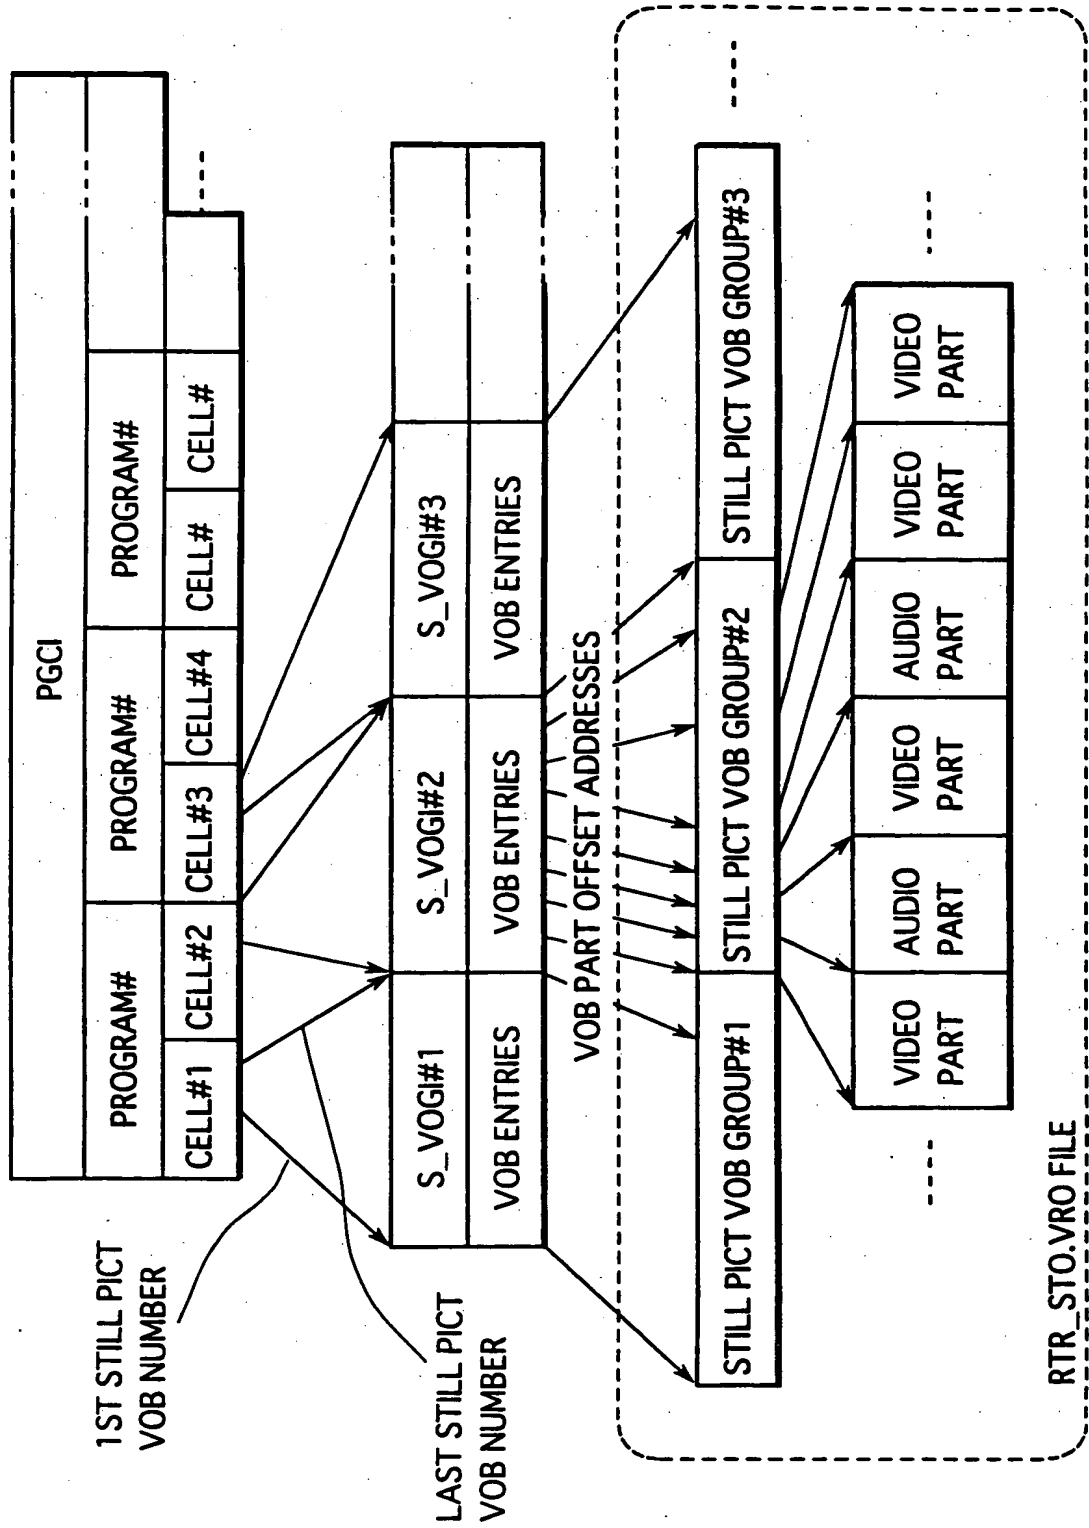 PGCI
PROGRAM#
PROGRAM#
PROGRAM#
CELL#1
CELL#2
CELL#3
CELL#4
CELL#
CELL#
1ST STILL PICT
VOB NUMBER
LAST STILL PICT
VOB NUMBER
S_VOGI#1
S_VOGI#2
S_VOGI#3
VOB ENTRIES
VOB ENTRIES
VOB ENTRIES
VOB PART OFFSET ADDRESSES
STILL PICT VOB GROUP#1
STILL PICT VOB GROUP#2
STILL PICT VOB GROUP#3
VIDEO
PART
AUDIO
PART
VIDEO
PART
AUDIO
PART
VIDEO
PART
VIDEO
PART
RTR_STO.VRO FILE